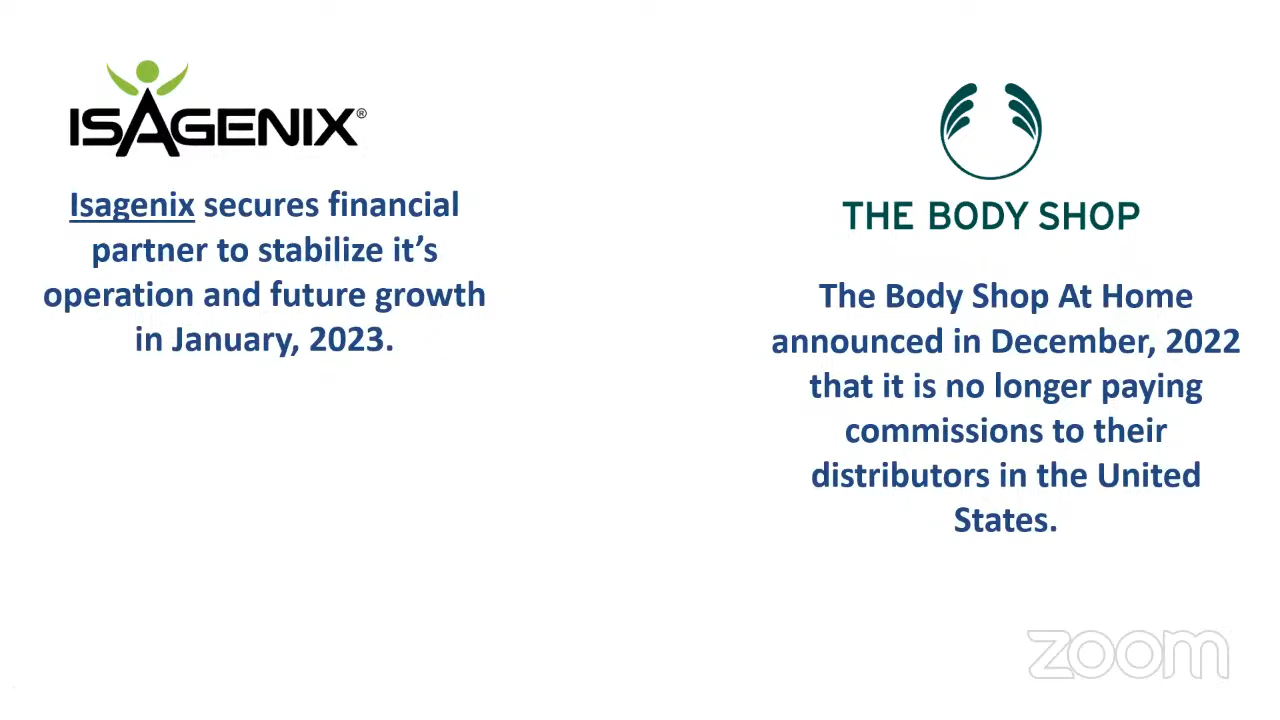 ISAGENIX®
Isagenix secures financial
partner to stabilize it’s
operation and future growth
in January, 2023.
THE BODY SHOP
The Body Shop At Home
announced in December, 2022
that it is no longer paying
commissions to their
distributors in the United
States.
zoom